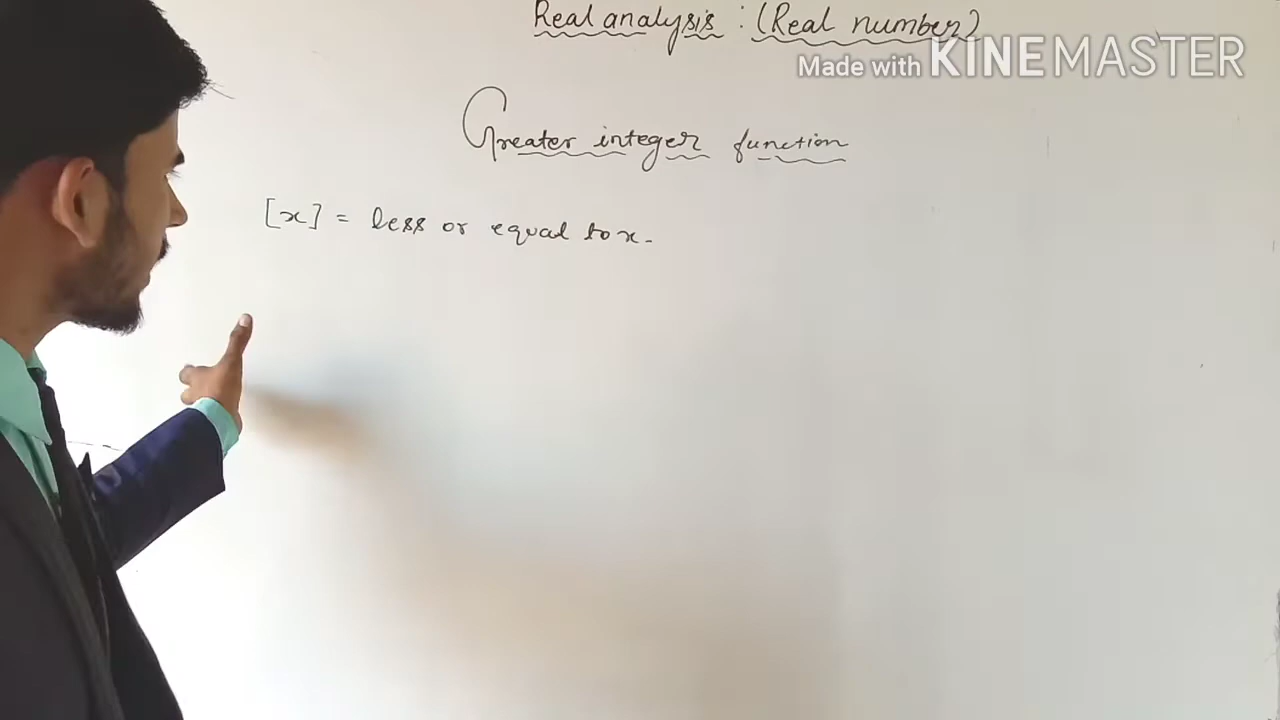 Real analysis : (Real number)
Made with KINEMASTER
Greater integer function
[x] = less or equal to x.